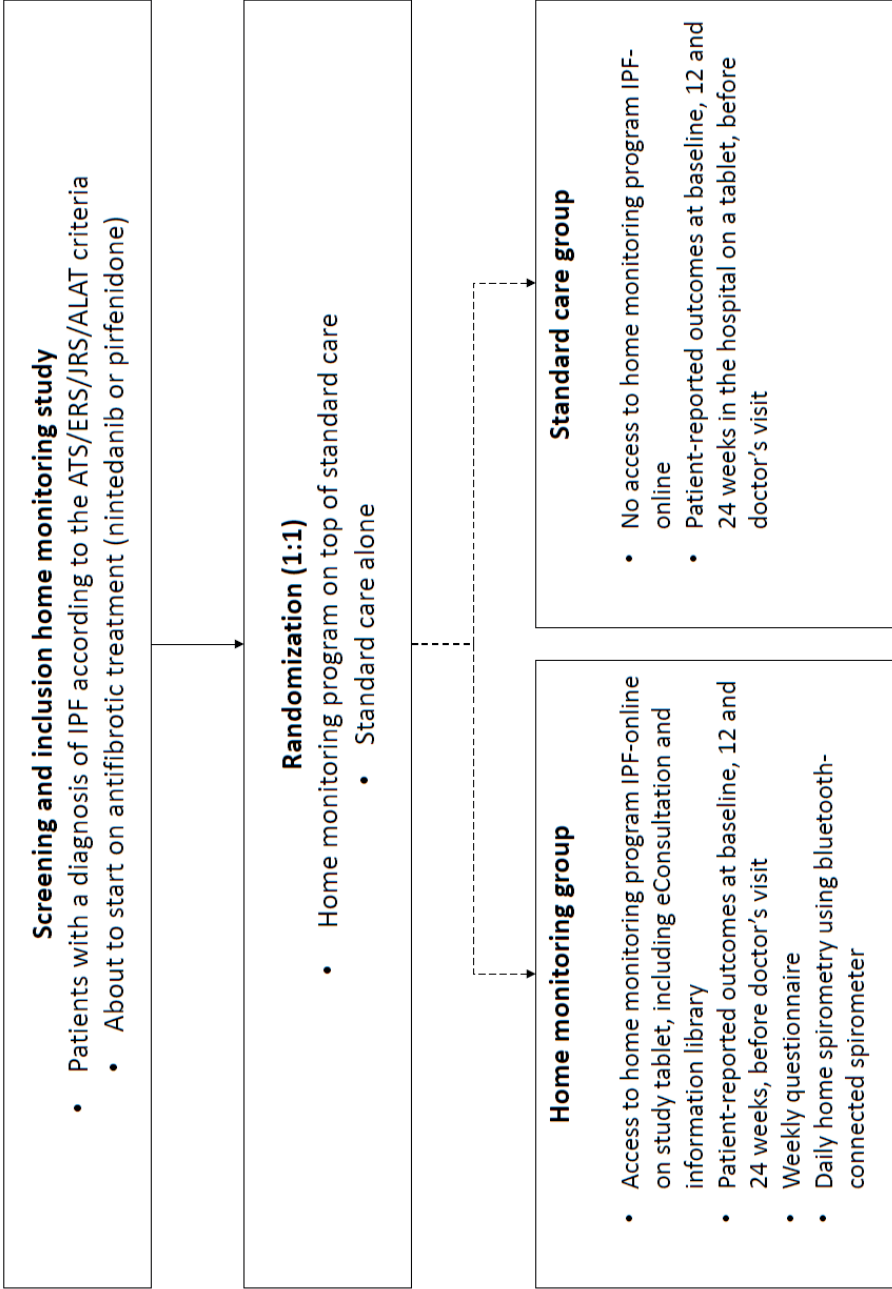 Screening and inclusion home monitoring study
• Patients with a diagnosis of IPF according to the ATS/ERS/JRS/ALAT criteria
• About to start on antifibrotic treatment (nintedanib or pirfenidone)
Randomization (1:1)
• Home monitoring program on top of standard care
• Standard care alone
Home monitoring group
• Access to home monitoring program IPF-online
on study tablet, including eConsultation and
information library
• Patient-reported outcomes at baseline, 12 and
24 weeks, before doctor's visit
• Weekly questionnaire
• Daily home spirometry using bluetooth-
connected spirometer
Standard care group
• No access to home monitoring program IPF-
online
• Patient-reported outcomes at baseline, 12 and
24 weeks in the hospital on a tablet, before
doctor's visit